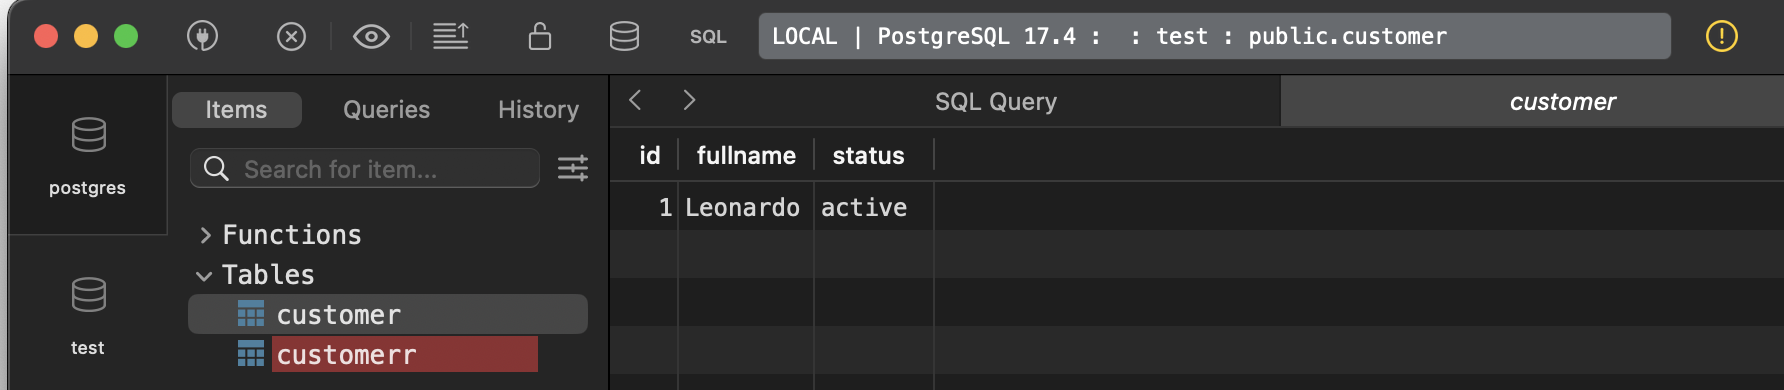 SQL
LOCAL | PostgreSQL 17.4 :  : test : public.customer
postgres
test
Items Queries History
Search for item...
Functions
Tables
customer
customerr
SQL Query customer
id fullname status
1 Leonardo active